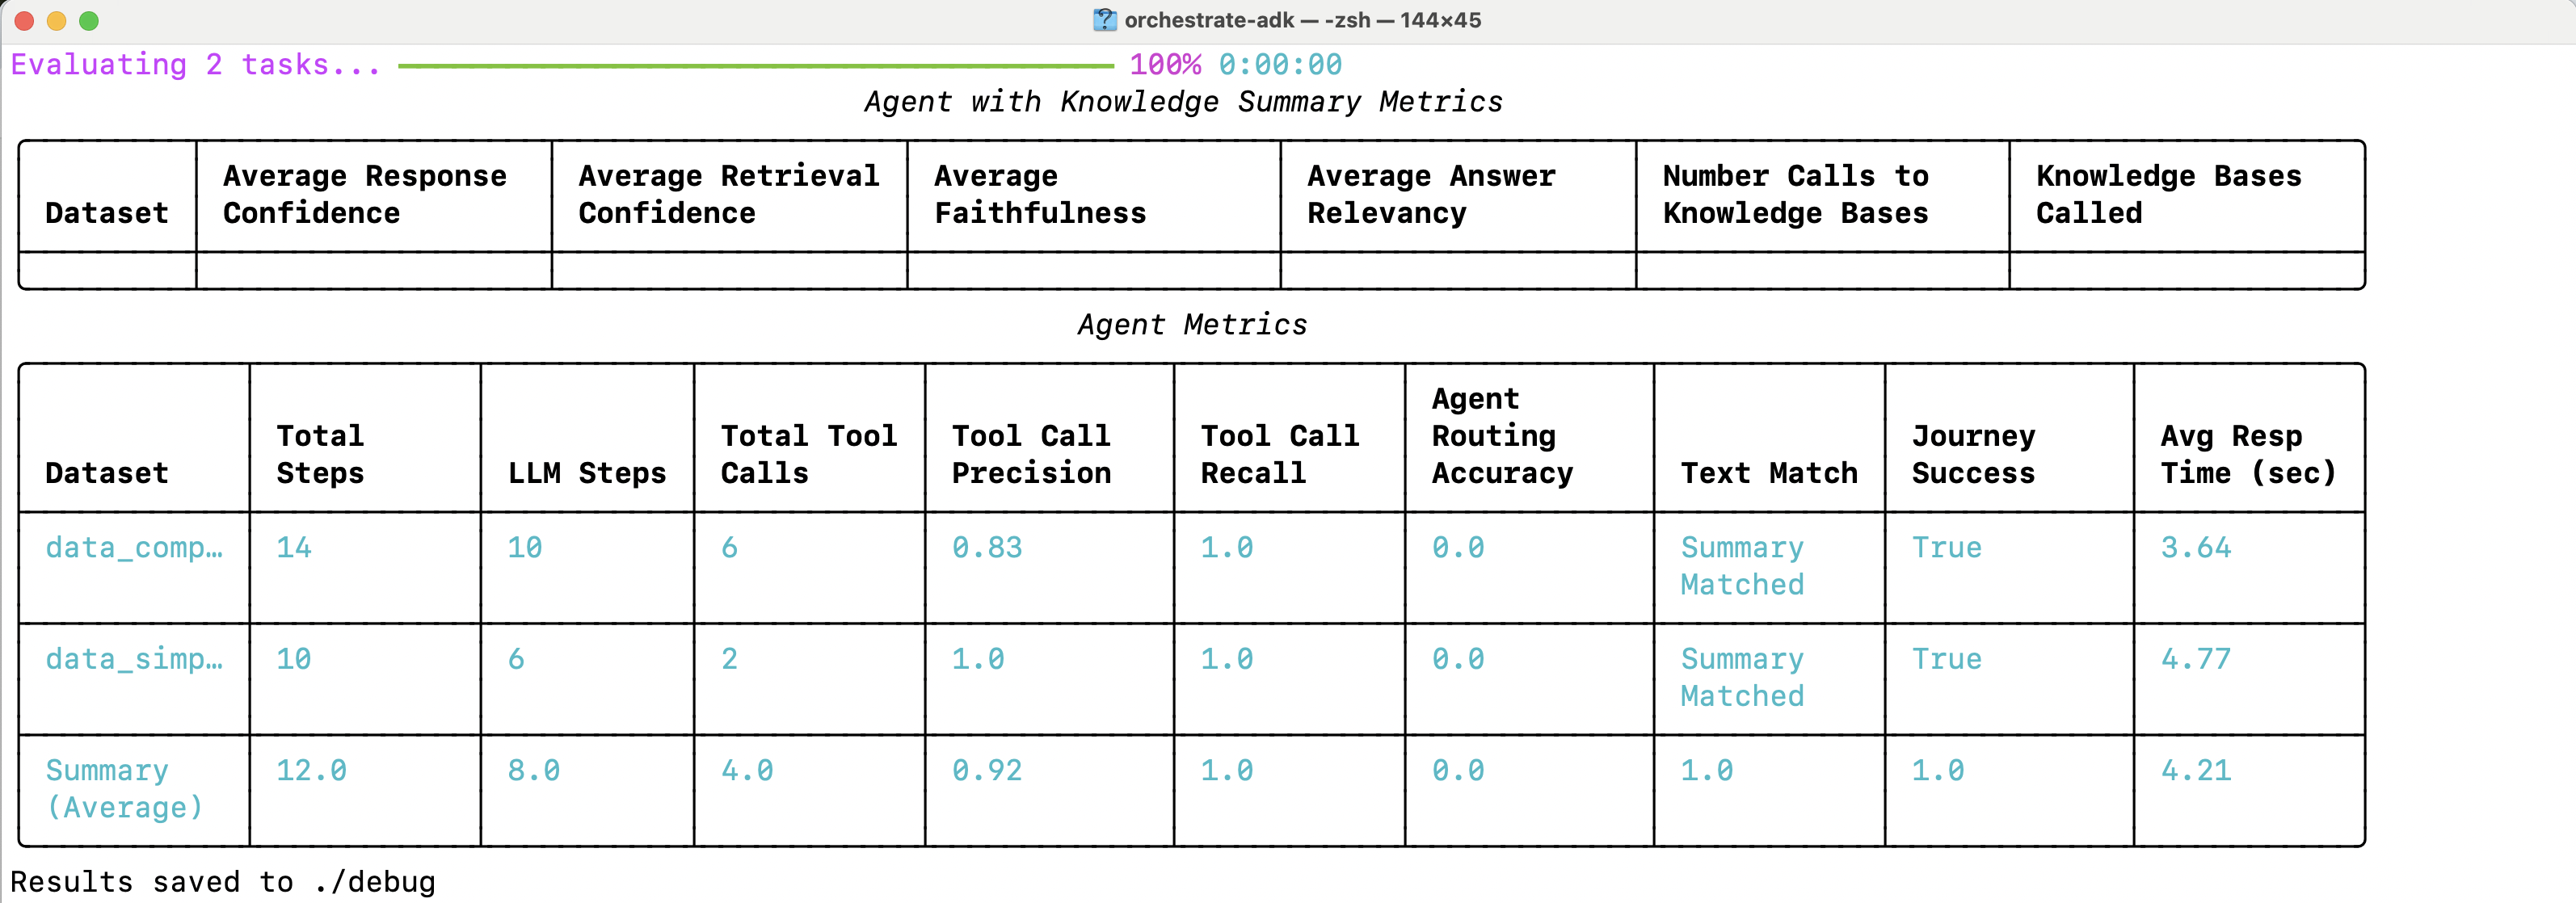 orchestrate-adk — -zsh — 144×45
Evaluating 2 tasks... 100% 0:00:00
Agent with Knowledge Summary Metrics
Dataset
Average Response
Confidence
Average Retrieval
Confidence
Average
Faithfulness
Average Answer
Relevancy
Number Calls to
Knowledge Bases
Knowledge Bases
Called
Agent Metrics
Dataset
Total
Steps
LLM Steps
Total Tool
Calls
Tool Call
Precision
Tool Call
Recall
Agent
Routing
Accuracy
Text Match
Journey
Success
Avg Resp
Time (sec)
data_comp…
14
10
6
0.83
1.0
0.0
Summary
Matched
True
3.64
data_simp…
10
6
2
1.0
1.0
0.0
Summary
Matched
True
4.77
Summary
(Average)
12.0
8.0
4.0
0.92
1.0
0.0
1.0
1.0
4.21
Results saved to ./debug